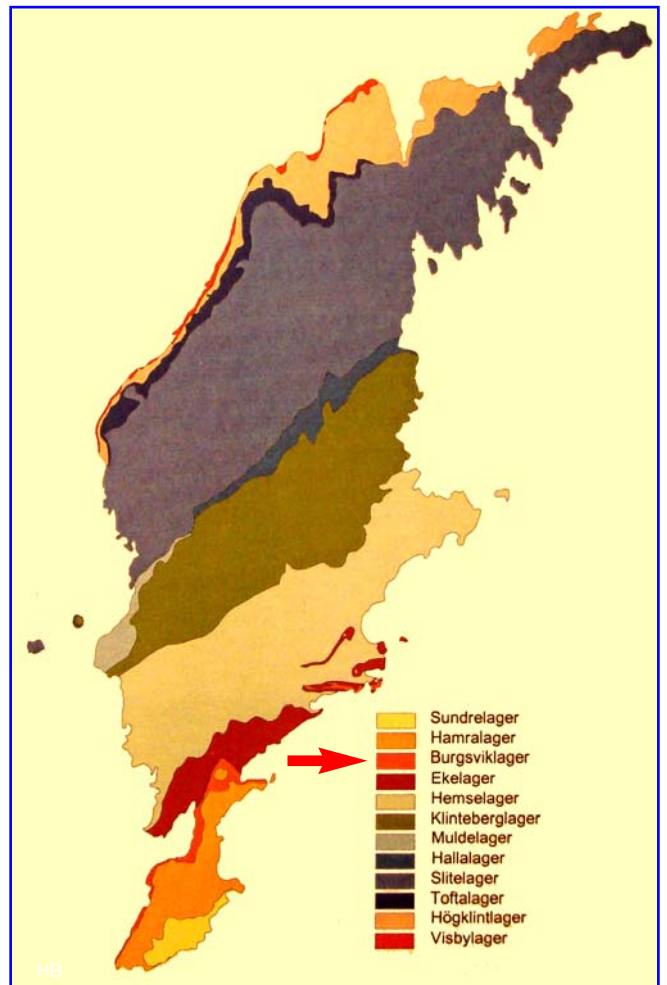 Sundrelager
Hamralager
Burgsviklager
Ekelager
Hemselager
Klinteberglager
Muldelager
Hallalager
Slitelager
Toftalager
Högklintlager
Visbylager
HB